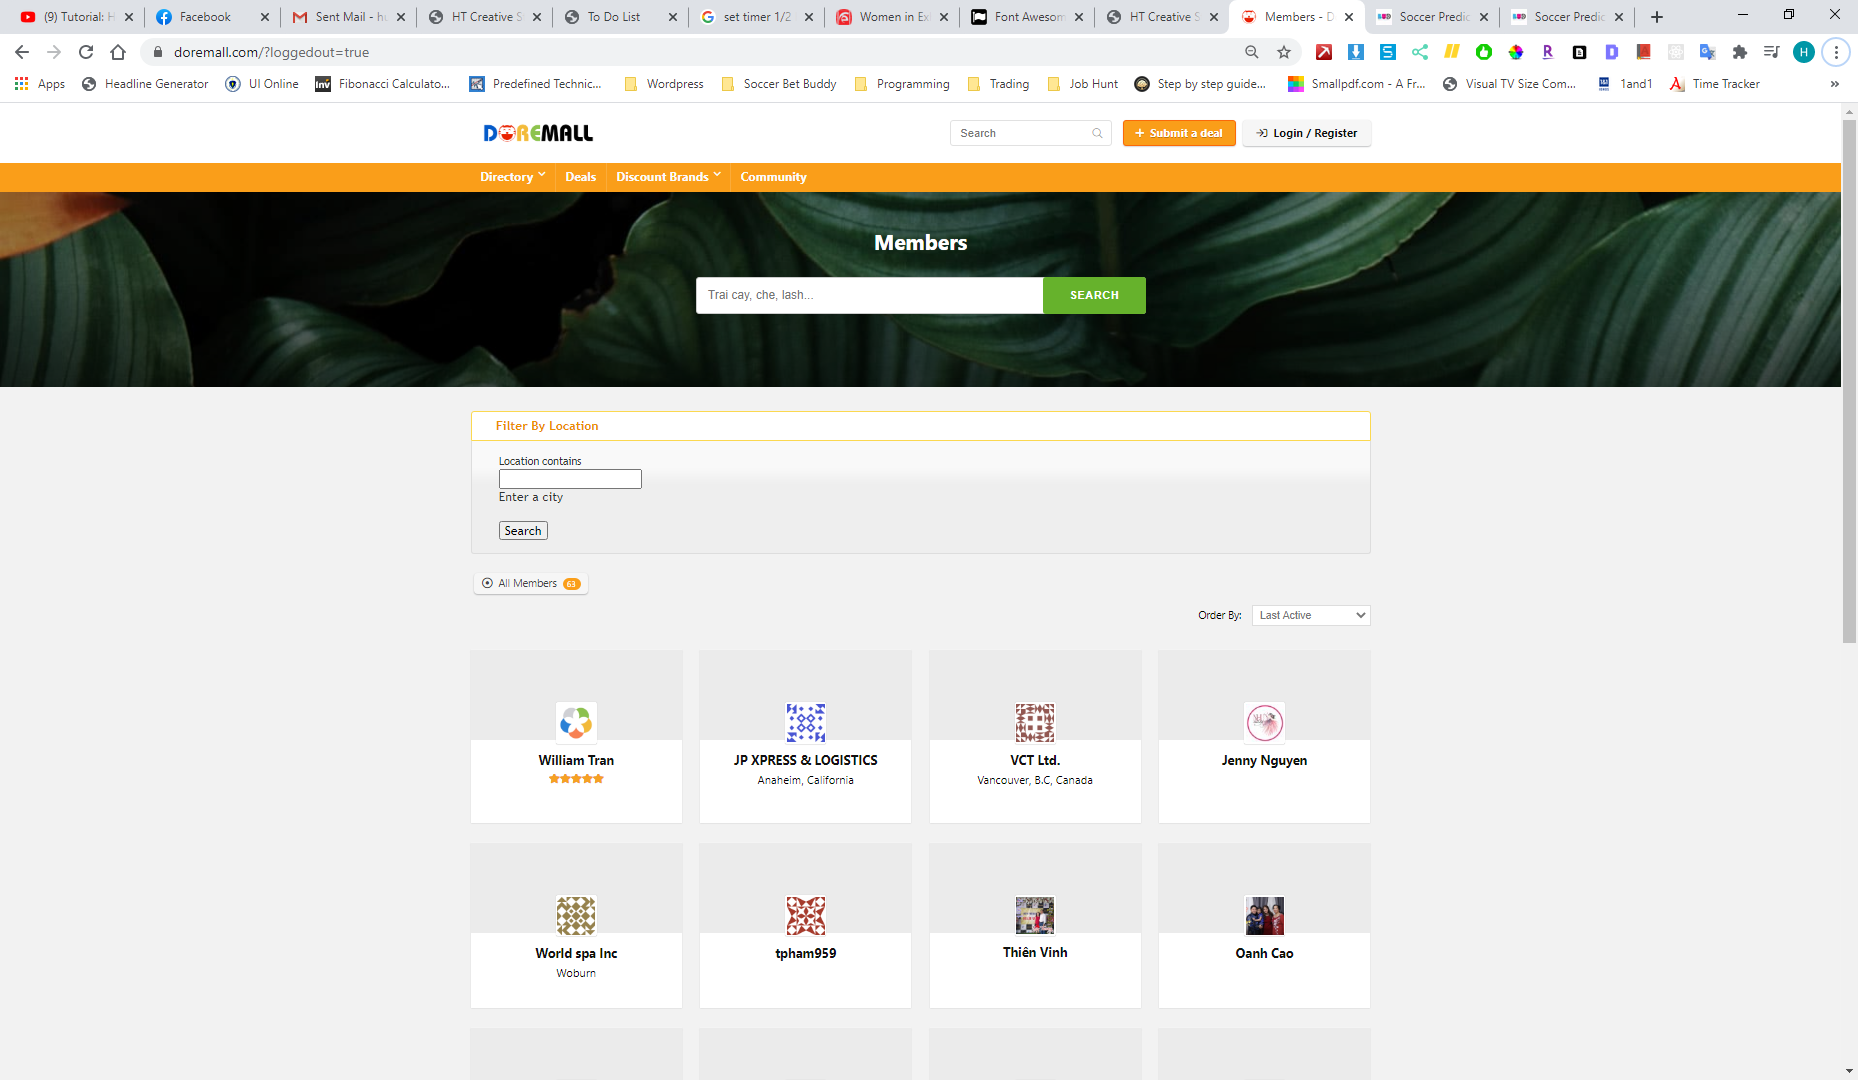 (9) Tutorial: H
Facebook
Sent Mail - hu
HT Creative S
To Do List
set timer 1/2
Women in Ex
Font Awesom
HT Creative S
Members - D
Soccer Predic
Soccer Predic
doremall.com/?loggedout=true
H
Apps
Headline Generator
UI Online
Inv
Fibonacci Calculato...
Predefined Technic...
Wordpress
Soccer Bet Buddy
Programming
Trading
Job Hunt
Step by step guide...
Smallpdf.com - A Fr...
Visual TV Size Com...
1and1
Time Tracker
»
DOREMALL
Search
+ Submit a deal
Login / Register
Directory
Deals
Discount Brands
Community
Members
Trai cay, che, lash...
SEARCH
Filter By Location
Location contains
Enter a city
Search
All Members 63
Order By: Last Active
William Tran
JP XPRESS & LOGISTICS
Anaheim, California
VCT Ltd.
Vancouver, B.C, Canada
Jenny Nguyen
World spa Inc
Woburn
tpham959
Thiên Vinh
Oanh Cao